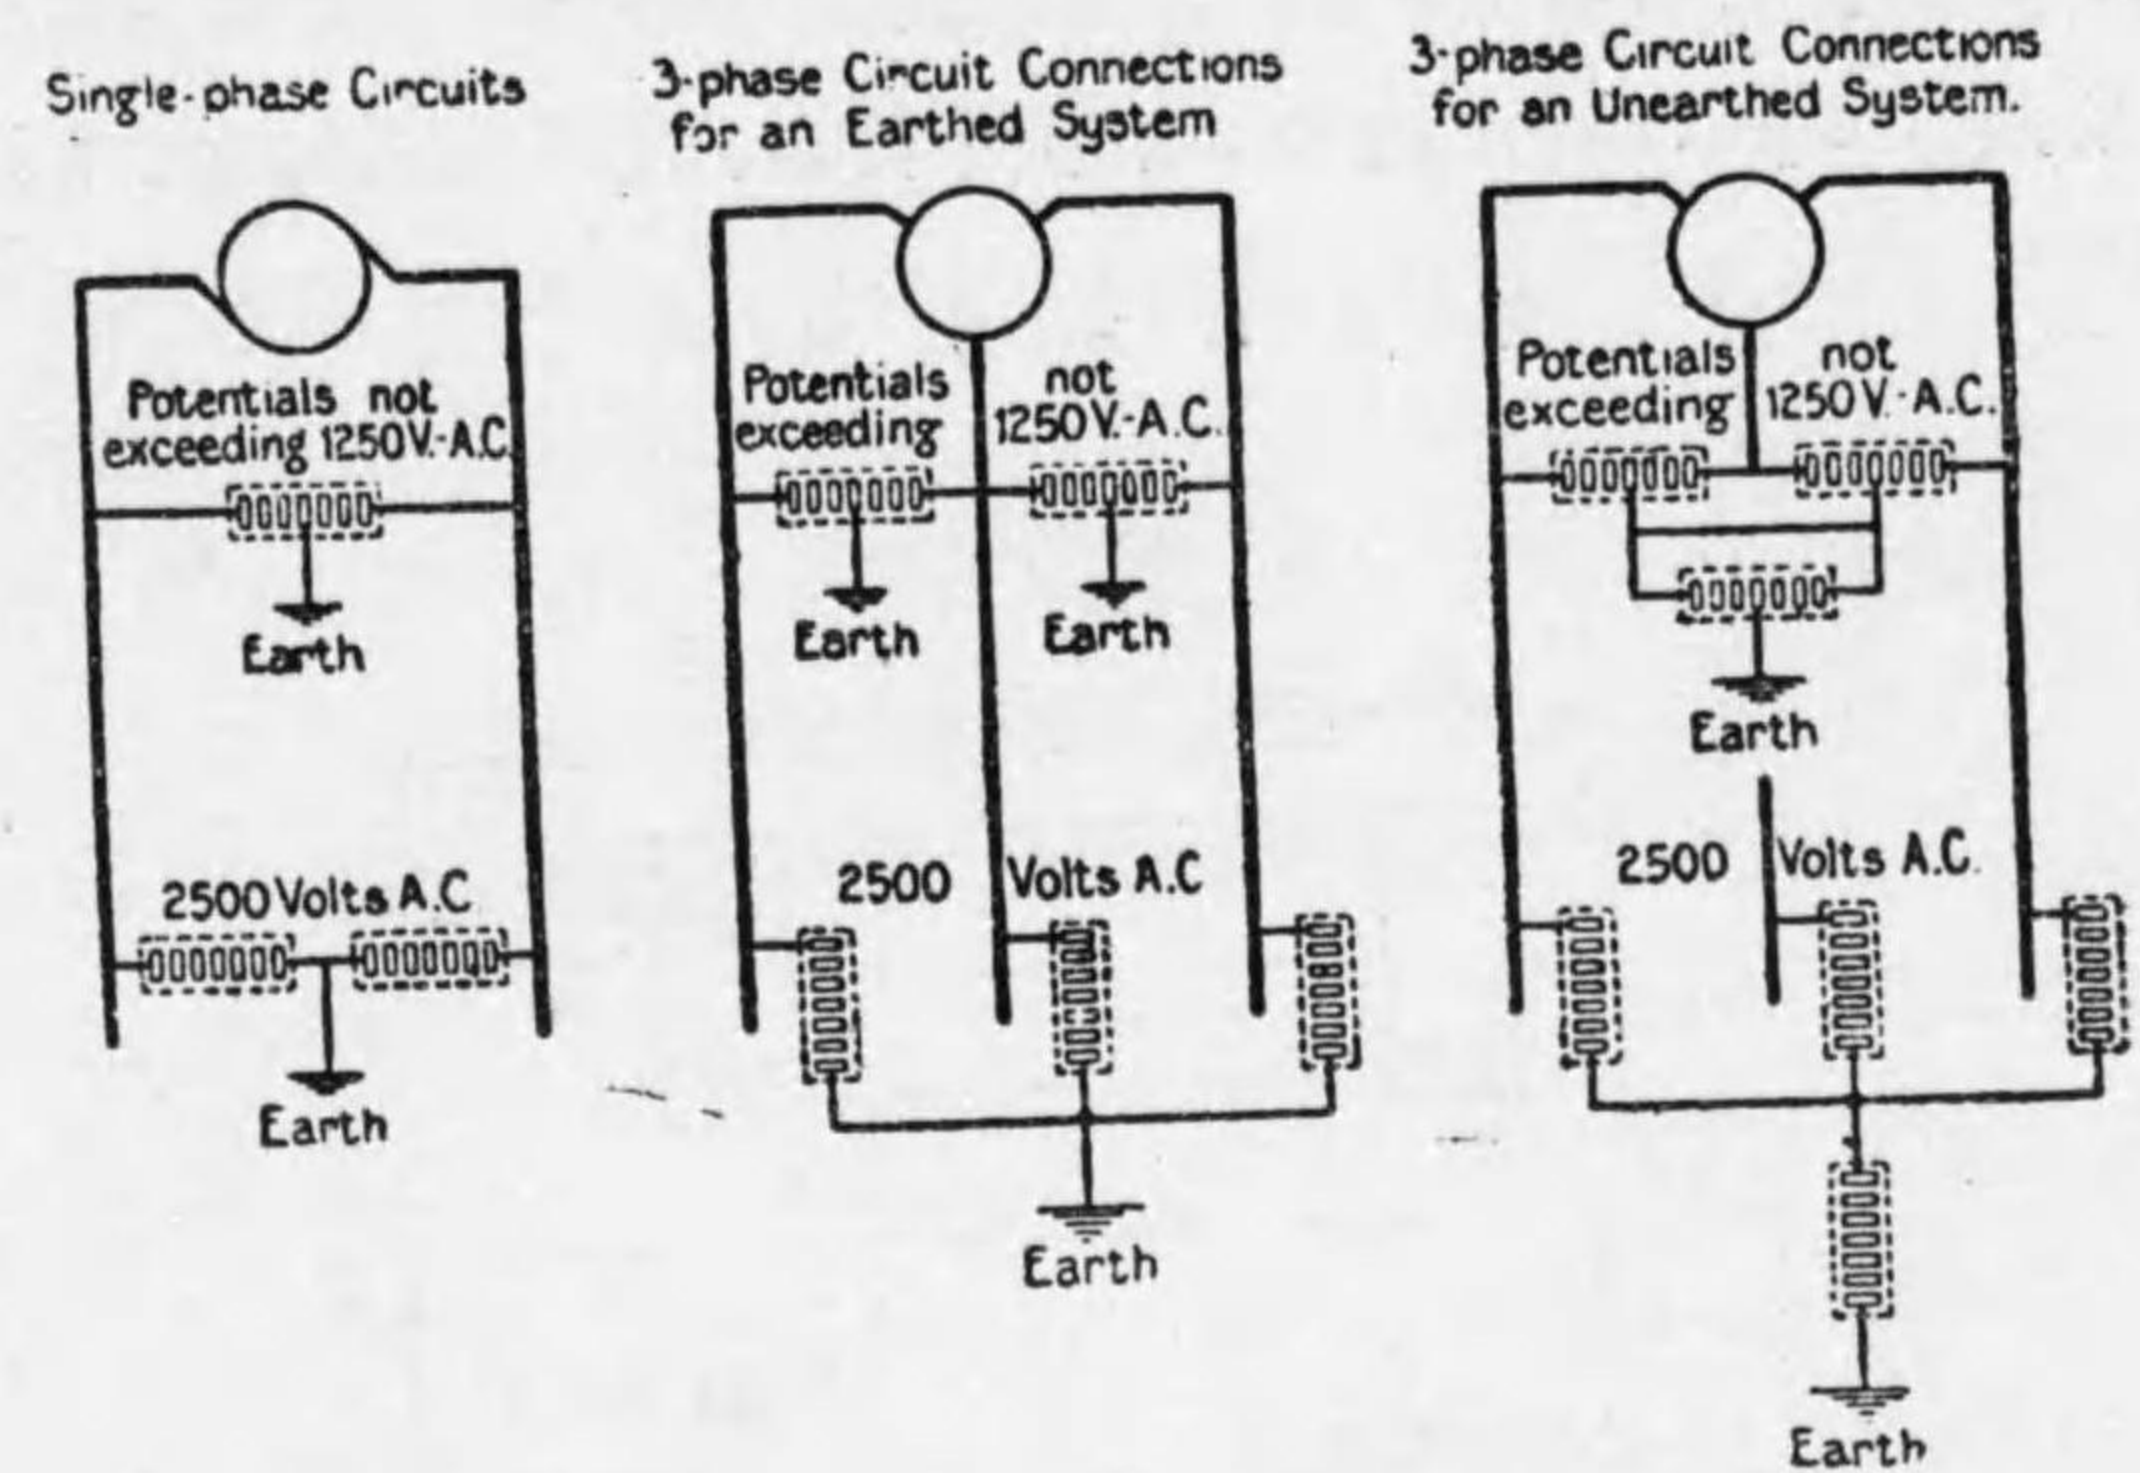 Single-phase Circuits
Potentials not
exceeding 1250V.-A.C.
Earth
2500 Volts A.C
Earth
3-phase Circuit Connections
for an Earthed System
Potentials not
exceeding 1250V.-A.C.
Earth Earth
2500 Volts A.C
Earth
3-phase Circuit Connections
for an Unearthed System.
Potentials not
exceeding 1250V.-A.C.
Earth
2500 Volts A.C.
Earth